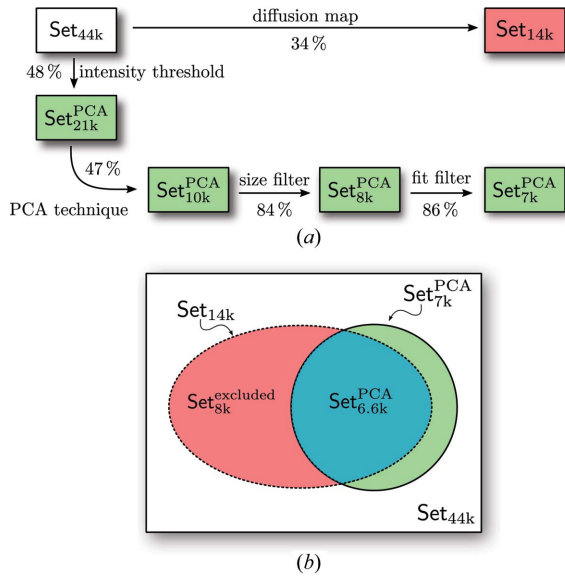 Set44k
diffusion map
34 %
Set14k
48 %
intensity threshold
SetPCA21k
47 %
PCA technique
SetPCA10k
size filter
84 %
SetPCA8k
fit filter
86 %
SetPCA7k
(a)
Set14k
SetPCA7k
Setexcluded8k
SetPCA6.6k
Set44k
(b)